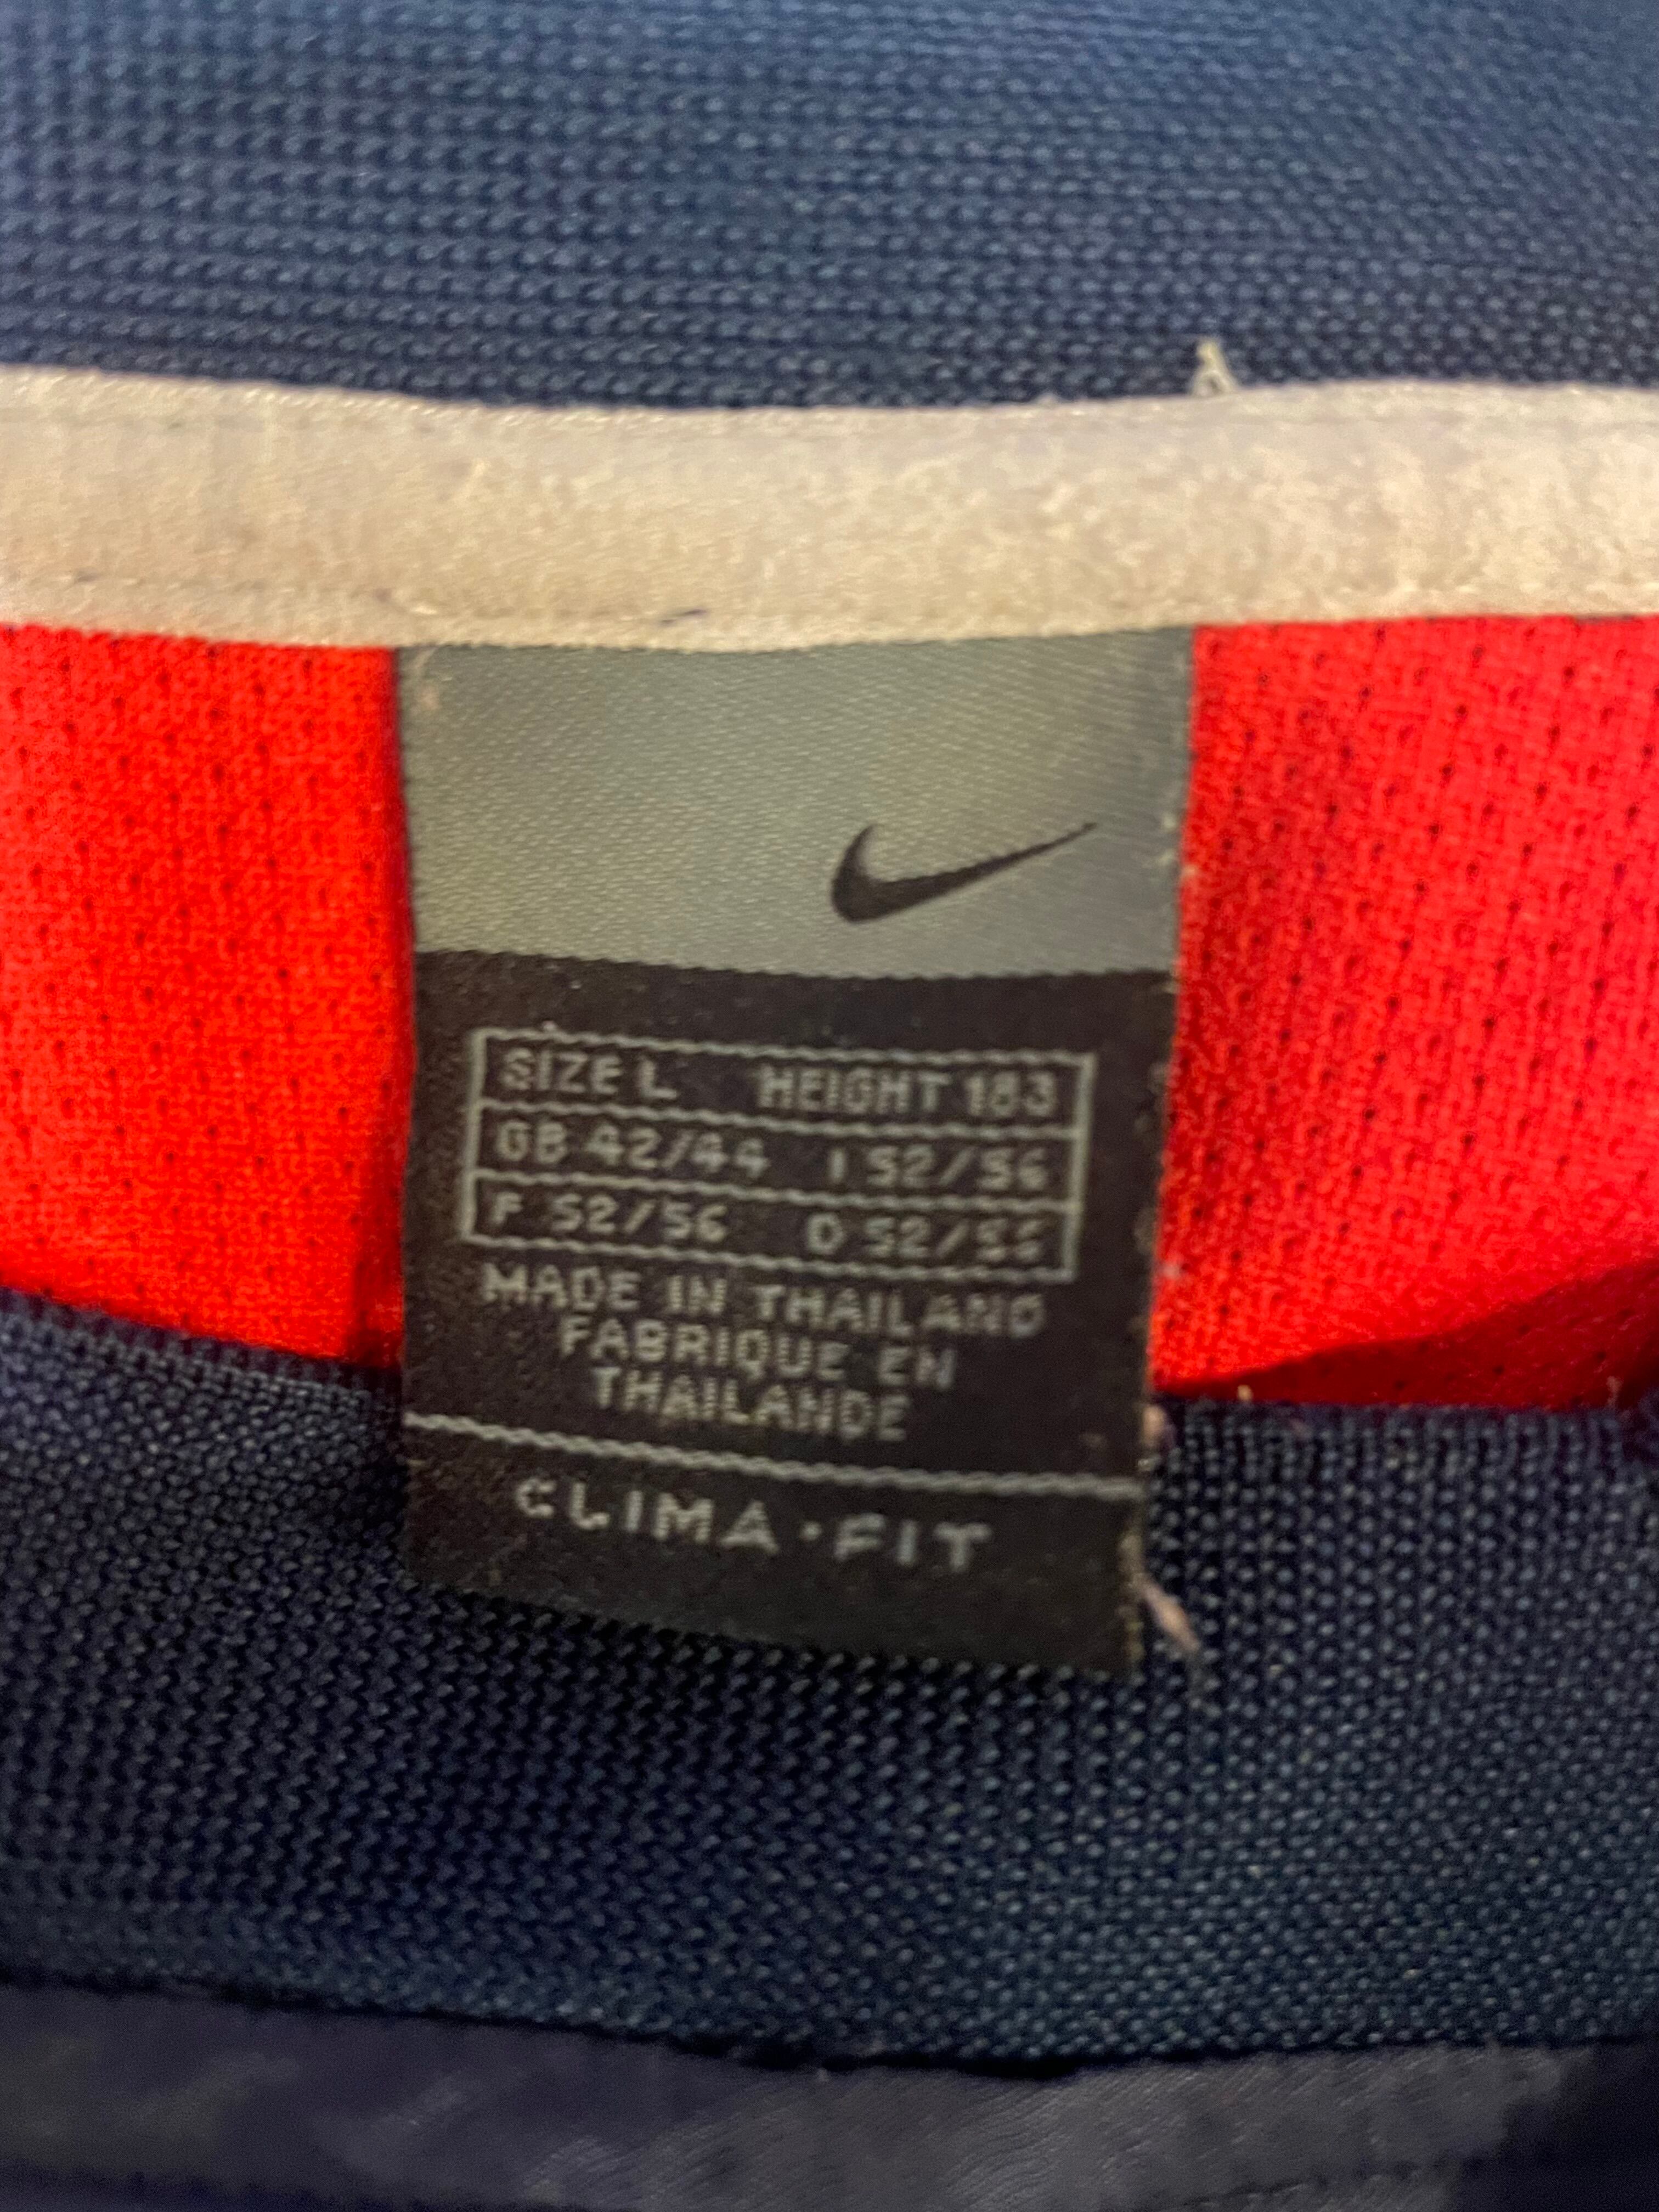 SIZE L HEIGHT 183
GB 42/44 I 52/56
F 52/56 D 52/56
MADE IN THAILAND
FABRIQUE EN
THAILANDE
CLIMA·FIT